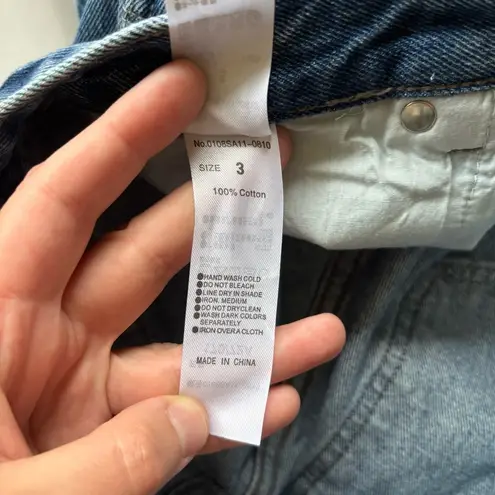 No.0108SA11-0810
SIZE 3
100% Cotton
●HAND WASH COLD
●DO NOT BLEACH
●LINE DRY IN SHADE
●IRON. MEDIUM
●DO NOT DRYCLEAN
●WASH DARK COLORS
SEPARATELY
●IRON OVER A CLOTH
MADE IN CHINA